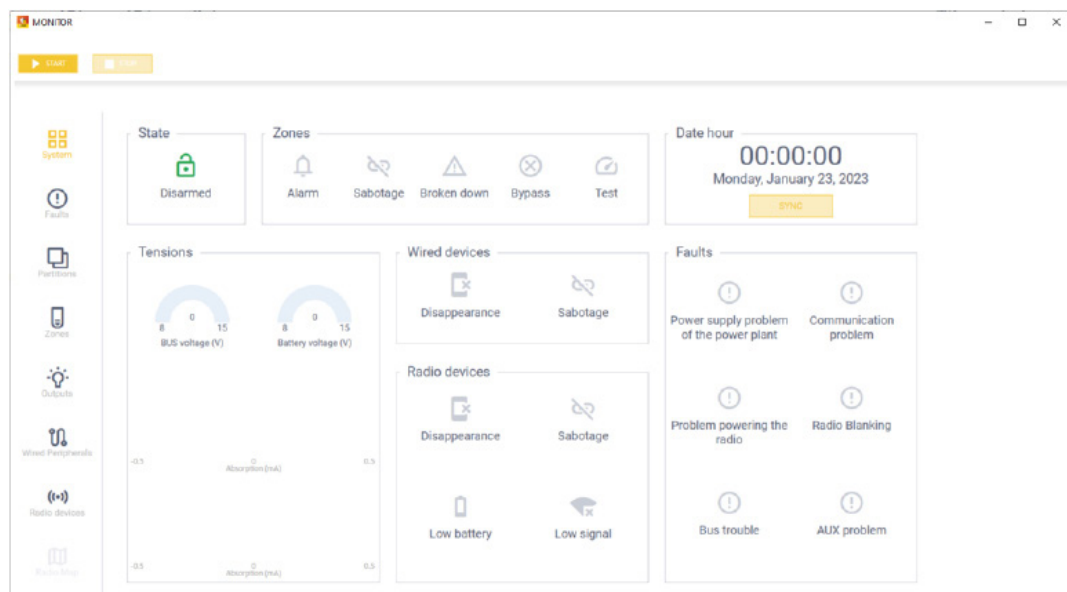 MONITOR
START
STOP
System
Faults
Partitions
Zones
Outputs
Wired Peripherals
Radio devices
Radio Map
State
Disarmed
Zones
Alarm
Sabotage
Broken down
Bypass
Test
Date hour
00:00:00
Monday, January 23, 2023
SYNC
Tensions
0
8 15
BUS voltage (V)
0
8 15
Battery voltage (V)
-0.5 0 0.5
Absorption (mA)
-0.5 0 0.5
Absorption (mA)
Wired devices
Disappearance
Sabotage
Radio devices
Disappearance
Sabotage
Low battery
Low signal
Faults
Power supply problem
of the power plant
Communication
problem
Problem powering the
radio
Radio Blanking
Bus trouble
AUX problem